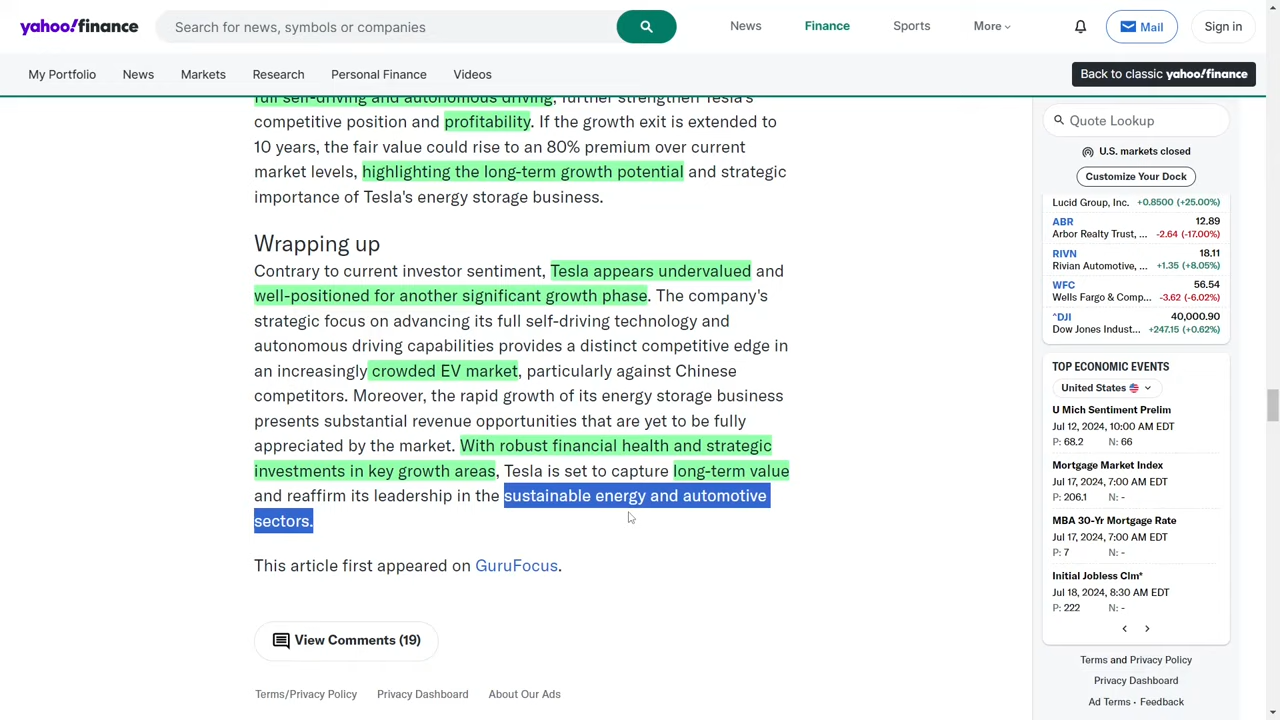 yahoo!finance
Search for news, symbols or companies
News
Finance
Sports
More
Mail
Sign in
My Portfolio
News
Markets
Research
Personal Finance
Videos
Back to classic yahoo!finance
full self-driving and autonomous driving, further strengthen Tesla's
competitive position and profitability. If the growth exit is extended to
10 years, the fair value could rise to an 80% premium over current
market levels, highlighting the long-term growth potential and strategic
importance of Tesla's energy storage business.
Wrapping up
Contrary to current investor sentiment, Tesla appears undervalued and
well-positioned for another significant growth phase. The company's
strategic focus on advancing its full self-driving technology and
autonomous driving capabilities provides a distinct competitive edge in
an increasingly crowded EV market, particularly against Chinese
competitors. Moreover, the rapid growth of its energy storage business
presents substantial revenue opportunities that are yet to be fully
appreciated by the market. With robust financial health and strategic
investments in key growth areas, Tesla is set to capture long-term value
and reaffirm its leadership in the sustainable energy and automotive
sectors.
This article first appeared on GuruFocus.
View Comments (19)
Terms/Privacy Policy
Privacy Dashboard
About Our Ads
Quote Lookup
U.S. markets closed
Customize Your Dock
Lucid Group, Inc. +0.8500 (+25.00%)
ABR 12.89
Arbor Realty Trust, ... -2.64 (-17.00%)
RIVN 18.11
Rivian Automotive, ... +1.35 (+8.05%)
WFC 56.54
Wells Fargo & Comp... -3.62 (-6.02%)
^DJI 40,000.90
Dow Jones Indust... +247.15 (+0.62%)
TOP ECONOMIC EVENTS
United States
U Mich Sentiment Prelim
Jul 12, 2024, 10:00 AM EDT
P: 68.2 N: 66
Mortgage Market Index
Jul 17, 2024, 7:00 AM EDT
P: 206.1 N: -
MBA 30-Yr Mortgage Rate
Jul 17, 2024, 7:00 AM EDT
P: 7 N: -
Initial Jobless Clm*
Jul 18, 2024, 8:30 AM EDT
P: 222 N: -
Terms and Privacy Policy
Privacy Dashboard
Ad Terms • Feedback